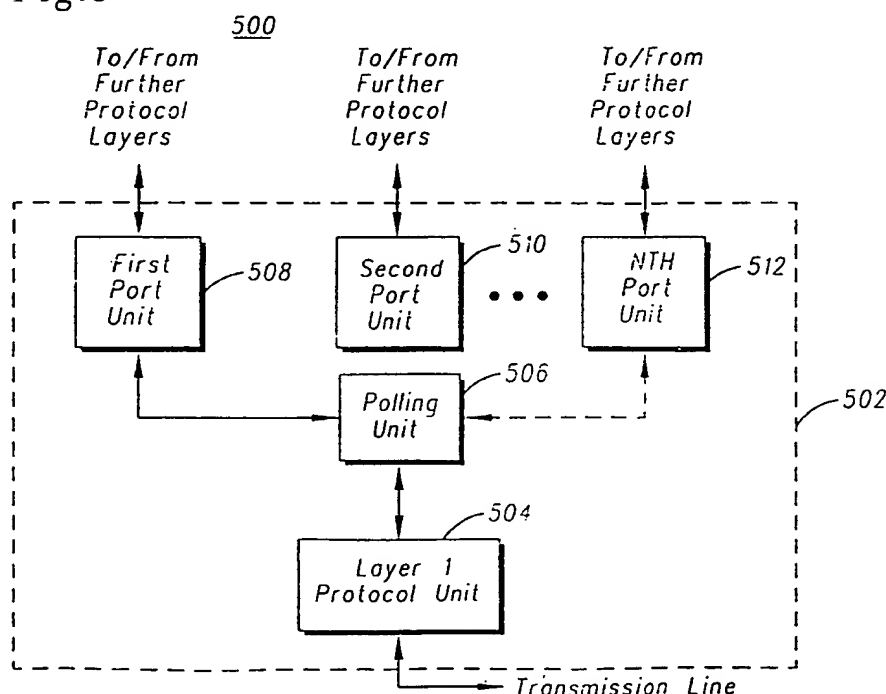 500
To/From
Further
Protocol
Layers
To/From
Further
Protocol
Layers
To/From
Further
Protocol
Layers
First
Port
Unit
508
Second
Port
Unit
510
NTH
Port
Unit
512
Polling
Unit
506
502
504
Layer 1
Protocol Unit
Transmission Line